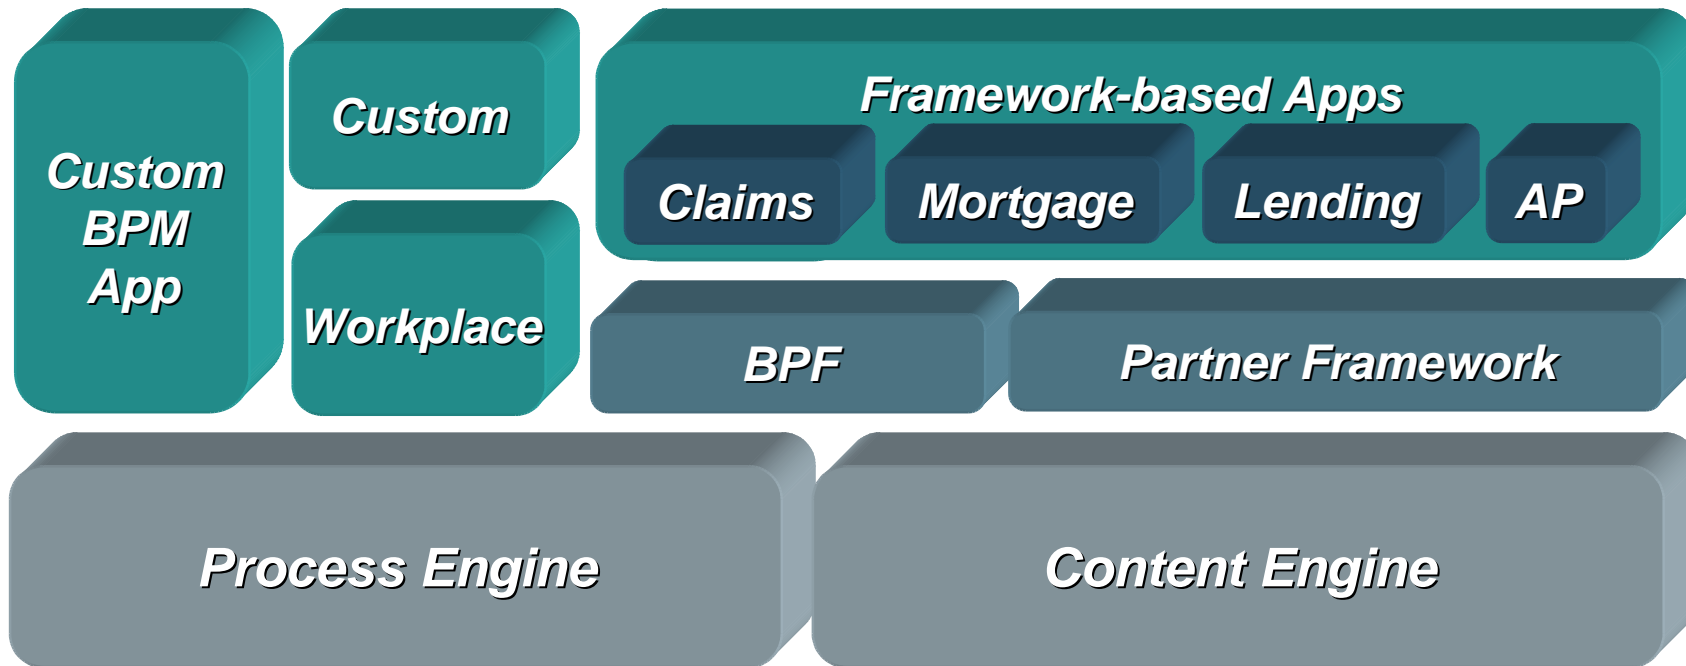 Custom
BPM
App
Custom
Workplace
Framework-based Apps
Claims
Mortgage
Lending
AP
BPF
Partner Framework
Process Engine
Content Engine